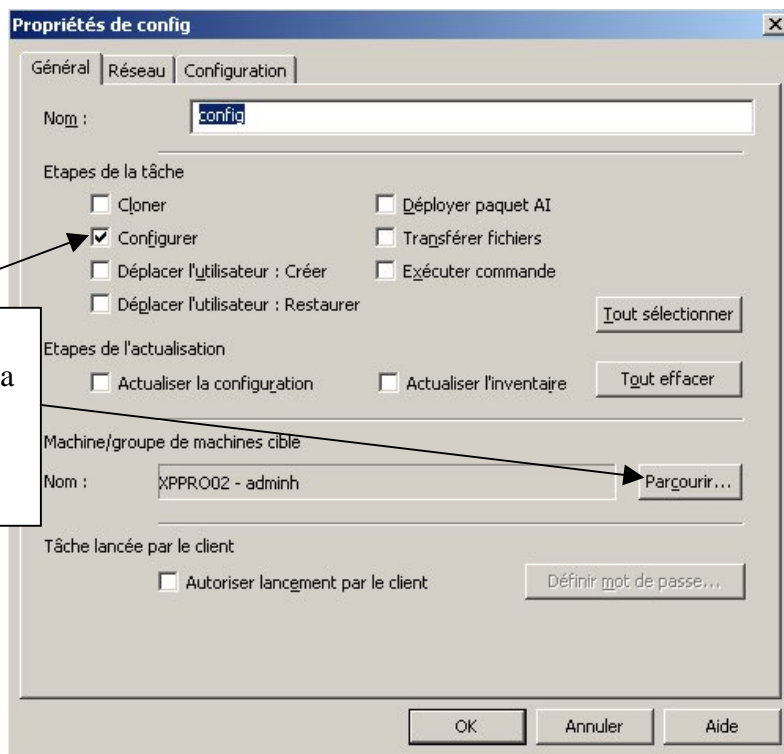 Propriétés de config
Général Réseau Configuration
Nom : config
Etapes de la tâche
Cloner Déployer paquet AI
Configurer Transférer fichiers
Déplacer l'utilisateur : Créer Exécuter commande
Déplacer l'utilisateur : Restaurer
Tout sélectionner
Etapes de l'actualisation
a
Actualiser la configuration Actualiser l'inventaire Tout effacer
Machine/groupe de machines cible
Nom : XPPRO02 - adminh Parcourir...
Tâche lancée par le client
Autoriser lancement par le client Définir mot de passe...
OK Annuler Aide